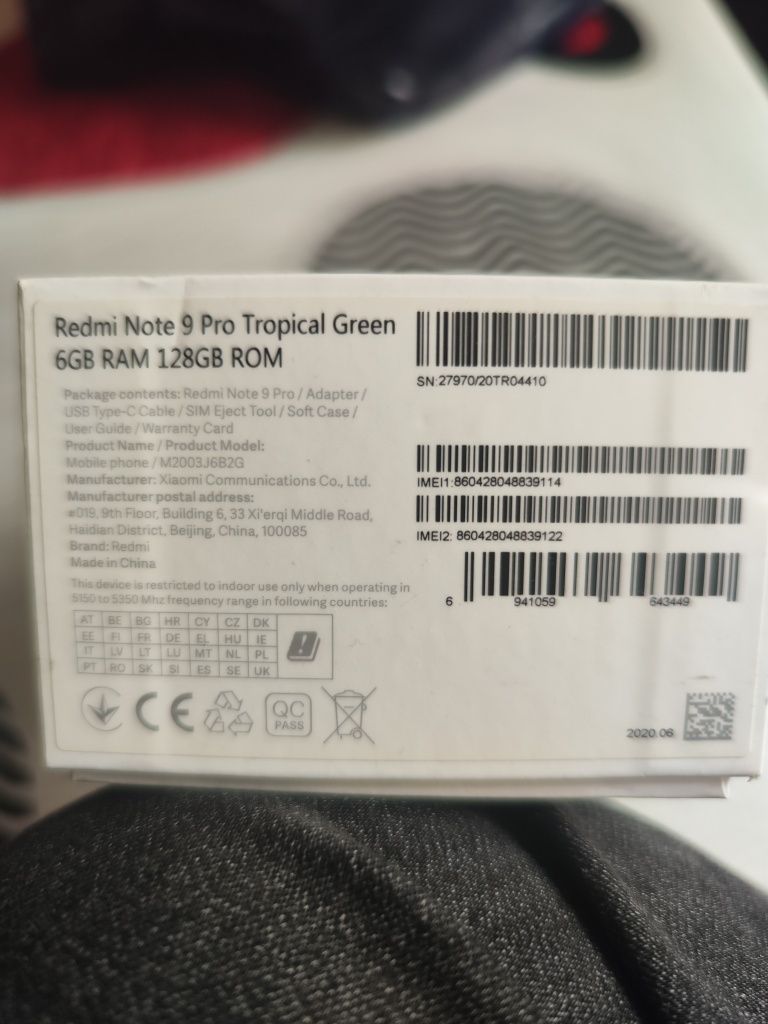 Redmi Note 9 Pro Tropical Green
6GB RAM 128GB ROM
Package contents: Redmi Note 9 Pro / Adapter /
USB Type-C Cable / SIM Eject Tool / Soft Case /
User Guide / Warranty Card
Product Name / Product Model:
Mobile phone / M2003J6B2G
Manufacturer: Xiaomi Communications Co., Ltd.
Manufacturer postal address:
#019, 9th Floor, Building 6, 33 Xi'erqi Middle Road,
Haidian District, Beijing, China, 100085
Brand: Redmi
Made in China
This device is restricted to indoor use only when operating in
5150 to 5350 Mhz frequency range in following countries:
AT BE BG HR CY CZ DK
EE FI FR DE EL HU IE
IT LV LT LU MT NL PL
PT RO SK SI ES SE UK
CE
QC
PASS
SN:27970/20TR04410
IMEI1:860428048839114
IMEI2: 860428048839122
6 941059 643449
2020.06